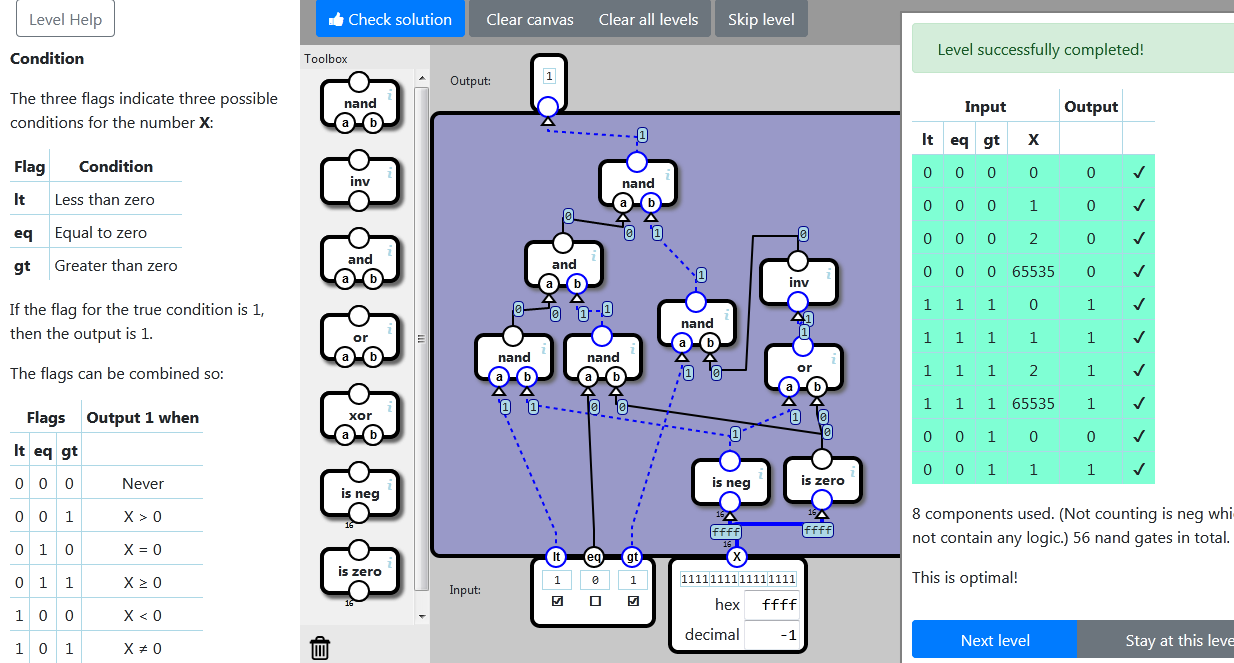 Level Help
Check solution
Clear canvas
Clear all levels
Skip level
Condition
The three flags indicate three possible
conditions for the number X:
Flag Condition
lt Less than zero
eq Equal to zero
gt Greater than zero
If the flag for the true condition is 1,
then the output is 1.
The flags can be combined so:
Flags Output 1 when
lt eq gt
0 0 0 Never
0 0 1 X > 0
0 1 0 X = 0
0 1 1 X ≥ 0
1 0 0 X < 0
1 0 1 X ≠ 0
Toolbox
nand i
a b
inv i
and i
a b
or i
a b
xor i
a b
is neg i
16
is zero i
16
Output:
1
1
nand i
a b
0 0 1
and i
a b
0 0 1 1
1
nand i
a b
1 0
0
inv i
1
1
or i
a b
1 0
nand i
a b
1 1
nand i
a b
0 0
1
0
is neg i
16
is zero i
16
ffff
ffff
16
Input:
lt eq gt
1 0 1
X
1111111111111111
hex ffff
decimal -1
Level successfully completed!
Input Output
lt eq gt X
0 0 0 0 0 ✓
0 0 0 1 0 ✓
0 0 0 2 0 ✓
0 0 0 65535 0 ✓
1 1 1 0 1 ✓
1 1 1 1 1 ✓
1 1 1 2 1 ✓
1 1 1 65535 1 ✓
0 0 1 0 0 ✓
0 0 1 1 1 ✓
8 components used. (Not counting is neg whi
not contain any logic.) 56 nand gates in total.
This is optimal!
Next level
Stay at this leve